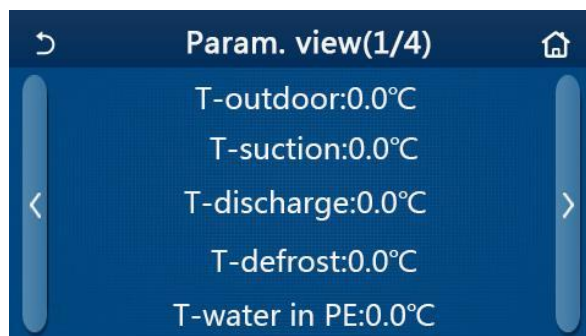 Param. view(1/4)
T-outdoor:0.0℃
T-suction:0.0℃
T-discharge:0.0℃
T-defrost:0.0℃
T-water in PE:0.0℃